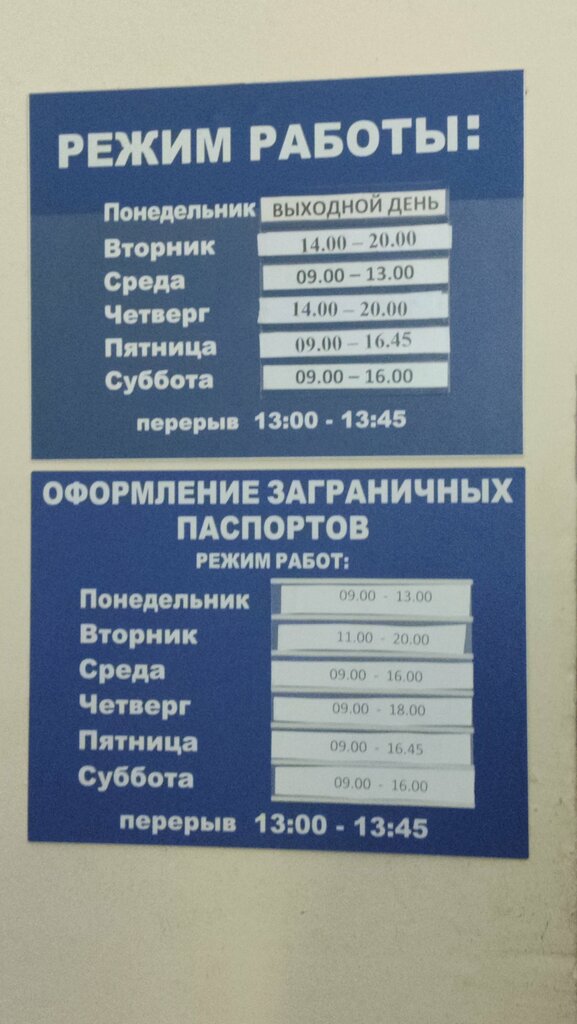 РЕЖИМ РАБОТЫ:
Понедельник ВЫХОДНОЙ ДЕНЬ
Вторник 14.00 – 20.00
Среда 09.00 – 13.00
Четверг 14.00 – 20.00
Пятница 09.00 – 16.45
Суббота 09.00 – 16.00
перерыв 13:00 - 13:45
ОФОРМЛЕНИЕ ЗАГРАНИЧНЫХ
ПАСПОРТОВ
РЕЖИМ РАБОТ:
Понедельник 09.00 - 13.00
Вторник 11.00 - 20.00
Среда 09.00 - 16.00
Четверг 09.00 - 18.00
Пятница 09.00 - 16.45
Суббота 09.00 - 16.00
перерыв 13:00 - 13:45